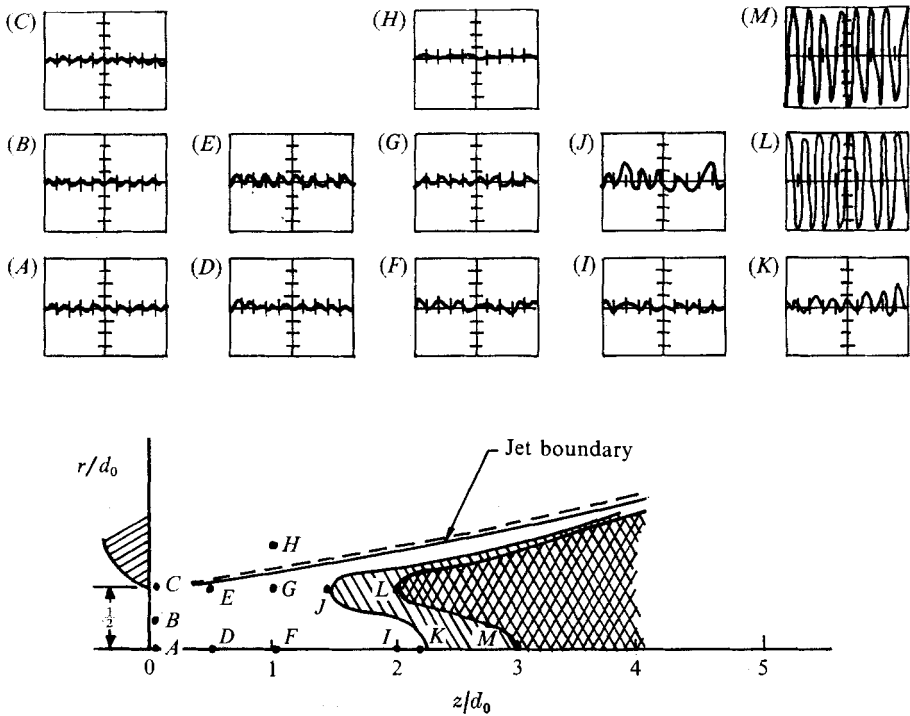 (C) (H) (M)
(B) (E) (G) (J) (L)
(A) (D) (F) (I) (K)
Jet boundary
r/d₀
H
C E G J L
½
B
A D F I K M
0 1 2 3 4 5
z/d₀